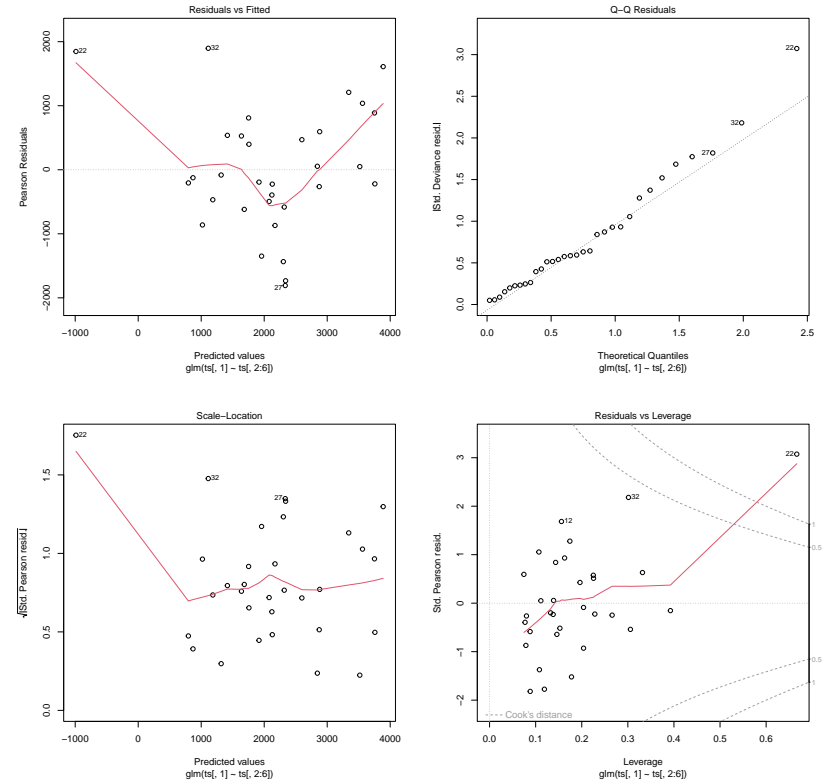 Residuals vs Fitted
Pearson Residuals
2000
1000
0
−1000
−2000
22
32
27
−1000 0 1000 2000 3000 4000
Predicted values
glm(ts[, 1] ~ ts[, 2:6])
Q−Q Residuals
|Std. Deviance resid.|
3.0
2.5
2.0
1.5
1.0
0.5
0.0
22
32
27
0.0 0.5 1.0 1.5 2.0 2.5
Theoretical Quantiles
glm(ts[, 1] ~ ts[, 2:6])
Scale−Location
√|Std. Pearson resid.|
1.5
1.0
0.5
0.0
22
32
27
−1000 0 1000 2000 3000 4000
Predicted values
glm(ts[, 1] ~ ts[, 2:6])
Residuals vs Leverage
Std. Pearson resid.
3
2
1
0
−1
−2
22
32
12
1
0.5
0.5
1
Cook's distance
0.0 0.1 0.2 0.3 0.4 0.5 0.6
Leverage
glm(ts[, 1] ~ ts[, 2:6])